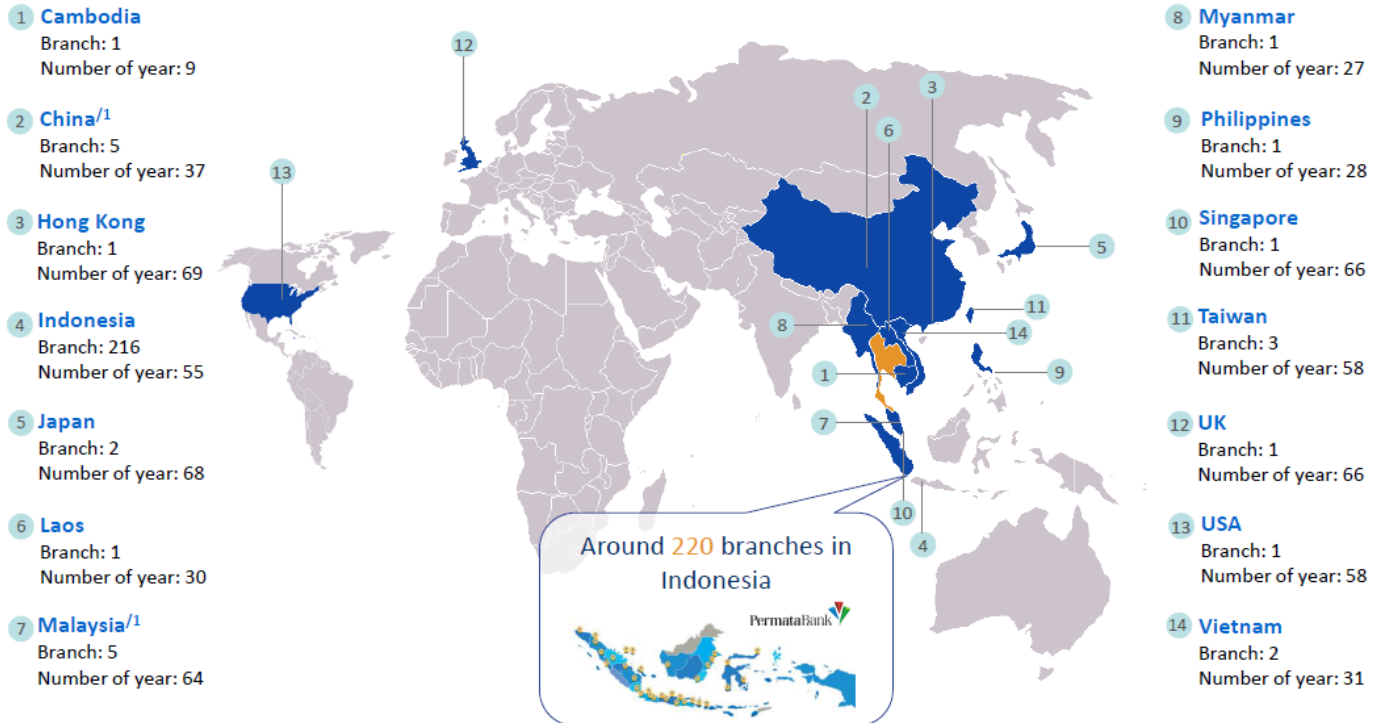 1 Cambodia
Branch: 1
Number of year: 9
2 China/1
Branch: 5
Number of year: 37
3 Hong Kong
Branch: 1
Number of year: 69
4 Indonesia
Branch: 216
Number of year: 55
5 Japan
Branch: 2
Number of year: 68
6 Laos
Branch: 1
Number of year: 30
7 Malaysia/1
Branch: 5
Number of year: 64
12
2
3
6
13
5
11
8
14
1
9
7
10
4
Around 220 branches in
Indonesia
PermataBank
8 Myanmar
Branch: 1
Number of year: 27
9 Philippines
Branch: 1
Number of year: 28
10 Singapore
Branch: 1
Number of year: 66
11 Taiwan
Branch: 3
Number of year: 58
12 UK
Branch: 1
Number of year: 66
13 USA
Branch: 1
Number of year: 58
14 Vietnam
Branch: 2
Number of year: 31